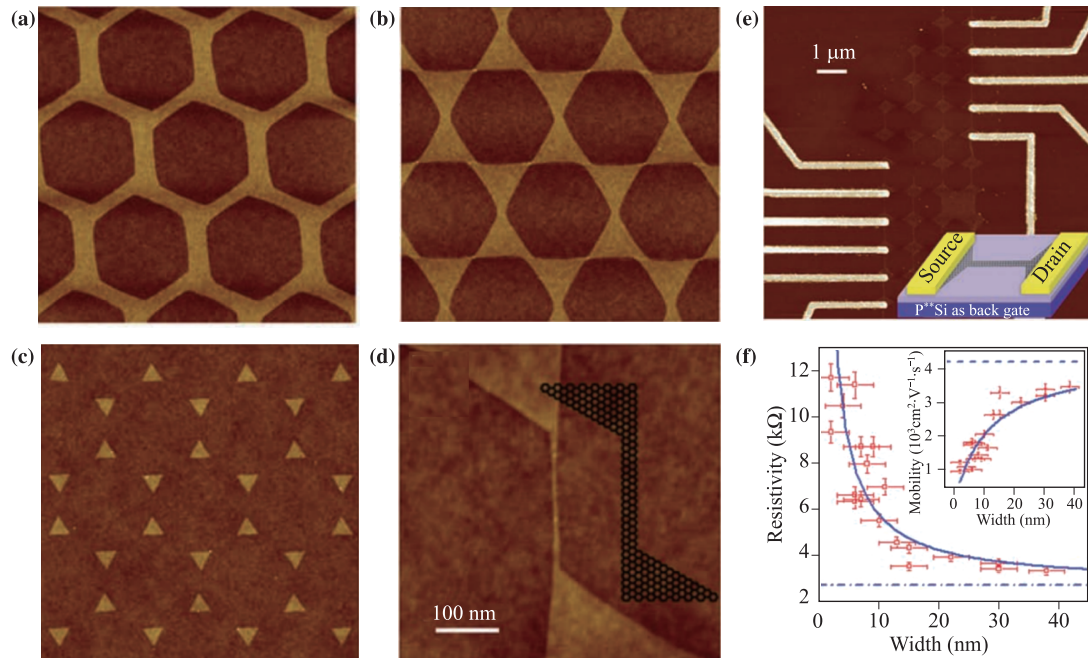 (a)
(b)
(e)
1 μm
Source
Drain
P**Si as back gate
(c)
(d)
100 nm
(f)
Resistivity (kΩ)
12
10
8
6
4
2
0
10
20
30
40
Width (nm)
Mobility (10³cm²·V⁻¹·s⁻¹)
4
3
2
1
0 10 20 30 40
Width (nm)